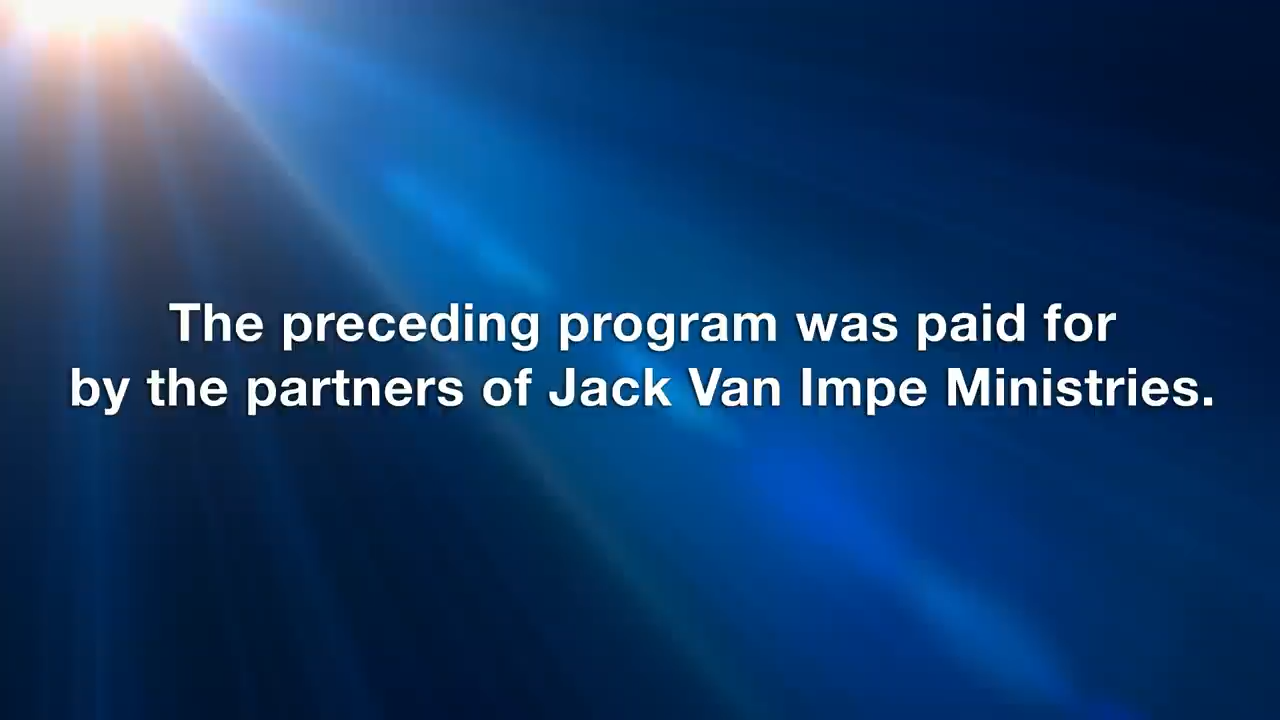 The preceding program was paid for
by the partners of Jack Van Impe Ministries.